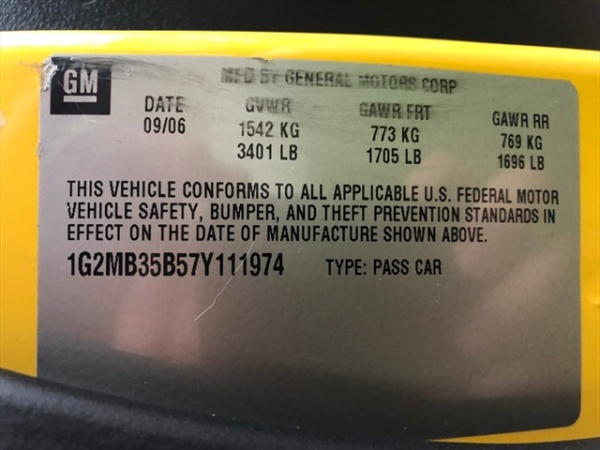 GM
MFD BY GENERAL MOTORS CORP
DATE GVWR GAWR FRT GAWR RR
09/06 1542 KG 773 KG 769 KG
3401 LB 1705 LB 1696 LB
THIS VEHICLE CONFORMS TO ALL APPLICABLE U.S. FEDERAL MOTOR
VEHICLE SAFETY, BUMPER, AND THEFT PREVENTION STANDARDS IN
EFFECT ON THE DATE OF MANUFACTURE SHOWN ABOVE.
1G2MB35B57Y111974 TYPE: PASS CAR